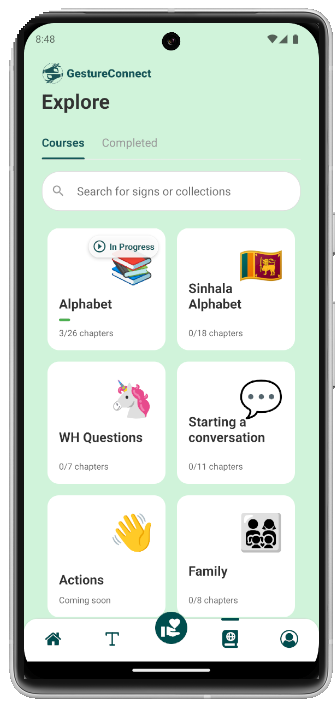 8:48
GestureConnect
Explore
Courses Completed
Search for signs or collections
In Progress
Alphabet
3/26 chapters
Sinhala
Alphabet
0/18 chapters
WH Questions
0/7 chapters
Starting a
conversation
0/11 chapters
Actions
Coming soon
Family
0/8 chapters
T